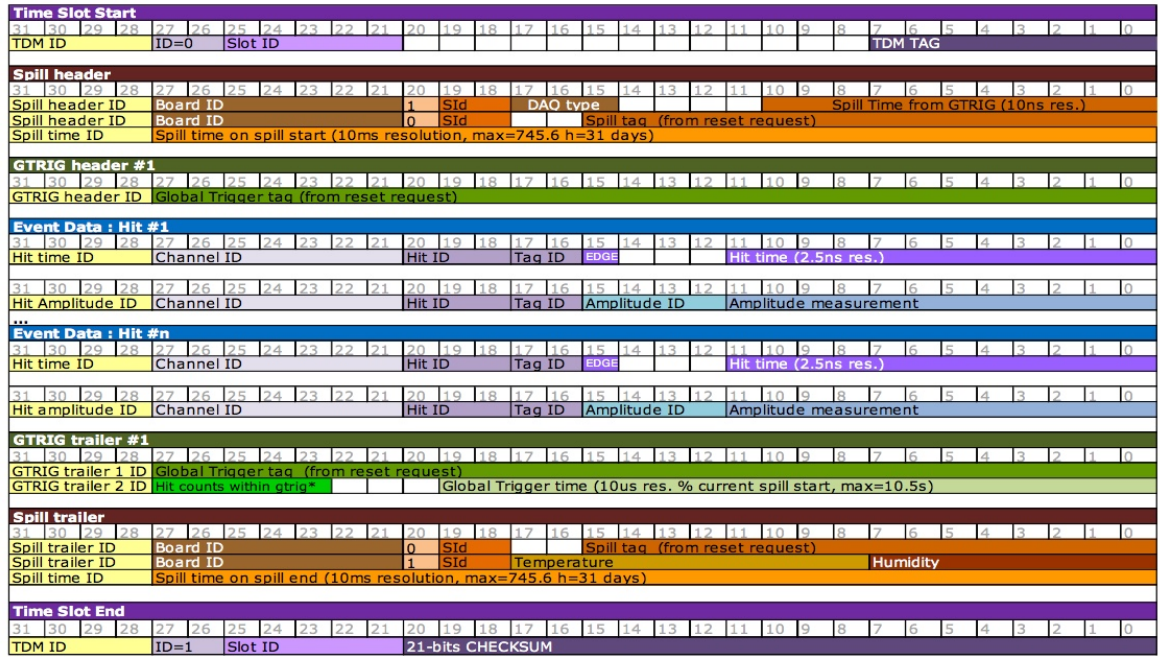 Time Slot Start
31 30 29 28 27 26 25 24 23 22 21 20 19 18 17 16 15 14 13 12 11 10 9 8 7 6 5 4 3 2 1 0
TDM ID ID=0 Slot ID TDM TAG
Spill header
31 30 29 28 27 26 25 24 23 22 21 20 19 18 17 16 15 14 13 12 11 10 9 8 7 6 5 4 3 2 1 0
Spill header ID Board ID 1 SId DAQ type Spill Time from GTRIG (10ns res.)
Spill header ID Board ID 0 SId Spill tag (from reset request)
Spill time ID Spill time on spill start (10ms resolution, max=745.6 h=31 days)
GTRIG header #1
31 30 29 28 27 26 25 24 23 22 21 20 19 18 17 16 15 14 13 12 11 10 9 8 7 6 5 4 3 2 1 0
GTRIG header ID Global Trigger tag (from reset request)
Event Data : Hit #1
31 30 29 28 27 26 25 24 23 22 21 20 19 18 17 16 15 14 13 12 11 10 9 8 7 6 5 4 3 2 1 0
Hit time ID Channel ID Hit ID Tag ID EDGE Hit time (2.5ns res.)
31 30 29 28 27 26 25 24 23 22 21 20 19 18 17 16 15 14 13 12 11 10 9 8 7 6 5 4 3 2 1 0
Hit Amplitude ID Channel ID Hit ID Tag ID Amplitude ID Amplitude measurement
...
Event Data : Hit #n
31 30 29 28 27 26 25 24 23 22 21 20 19 18 17 16 15 14 13 12 11 10 9 8 7 6 5 4 3 2 1 0
Hit time ID Channel ID Hit ID Tag ID EDGE Hit time (2.5ns res.)
31 30 29 28 27 26 25 24 23 22 21 20 19 18 17 16 15 14 13 12 11 10 9 8 7 6 5 4 3 2 1 0
Hit amplitude ID Channel ID Hit ID Tag ID Amplitude ID Amplitude measurement
GTRIG trailer #1
31 30 29 28 27 26 25 24 23 22 21 20 19 18 17 16 15 14 13 12 11 10 9 8 7 6 5 4 3 2 1 0
GTRIG trailer 1 ID Global Trigger tag (from reset request)
GTRIG trailer 2 ID Hit counts within gtrig* Global Trigger time (10us res. % current spill start, max=10.5s)
Spill trailer
31 30 29 28 27 26 25 24 23 22 21 20 19 18 17 16 15 14 13 12 11 10 9 8 7 6 5 4 3 2 1 0
Spill trailer ID Board ID 0 SId Spill tag (from reset request)
Spill trailer ID Board ID 1 SId Temperature Humidity
Spill time ID Spill time on spill end (10ms resolution, max=745.6 h=31 days)
Time Slot End
31 30 29 28 27 26 25 24 23 22 21 20 19 18 17 16 15 14 13 12 11 10 9 8 7 6 5 4 3 2 1 0
TDM ID ID=1 Slot ID 21-bits CHECKSUM